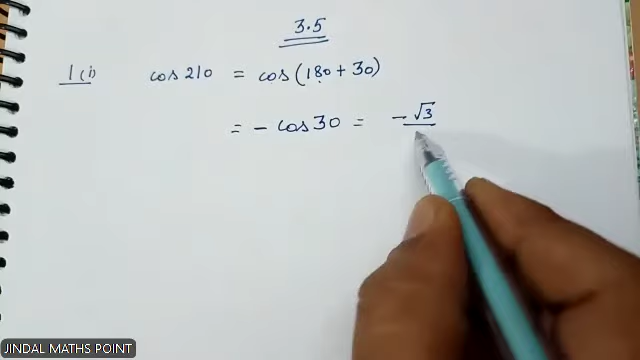 3.5
1 (i) cos 210 = cos (180 + 30)
= - cos 30 = -√3
JINDAL MATHS POINT